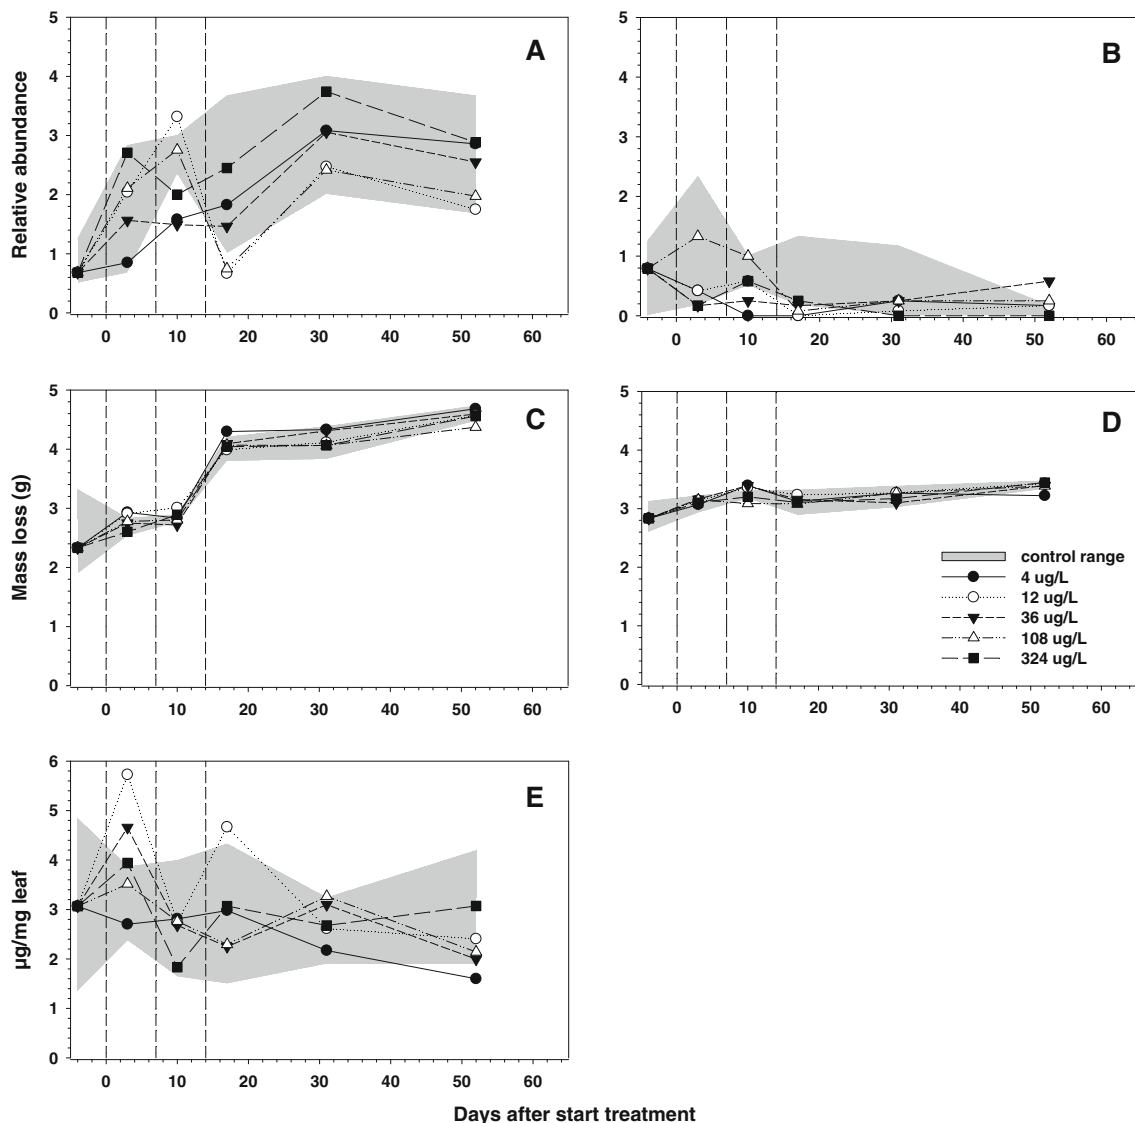 A
Relative abundance
5
4
3
2
1
0
0 10 20 30 40 50 60
B
5
4
3
2
1
0
0 10 20 30 40 50 60
C
Mass loss (g)
5
4
3
2
1
0
0 10 20 30 40 50 60
D
5
4
3
2
1
0
control range
4 ug/L
12 ug/L
36 ug/L
108 ug/L
324 ug/L
0 10 20 30 40 50 60
E
µg/mg leaf
6
5
4
3
2
1
0
0 10 20 30 40 50 60
Days after start treatment